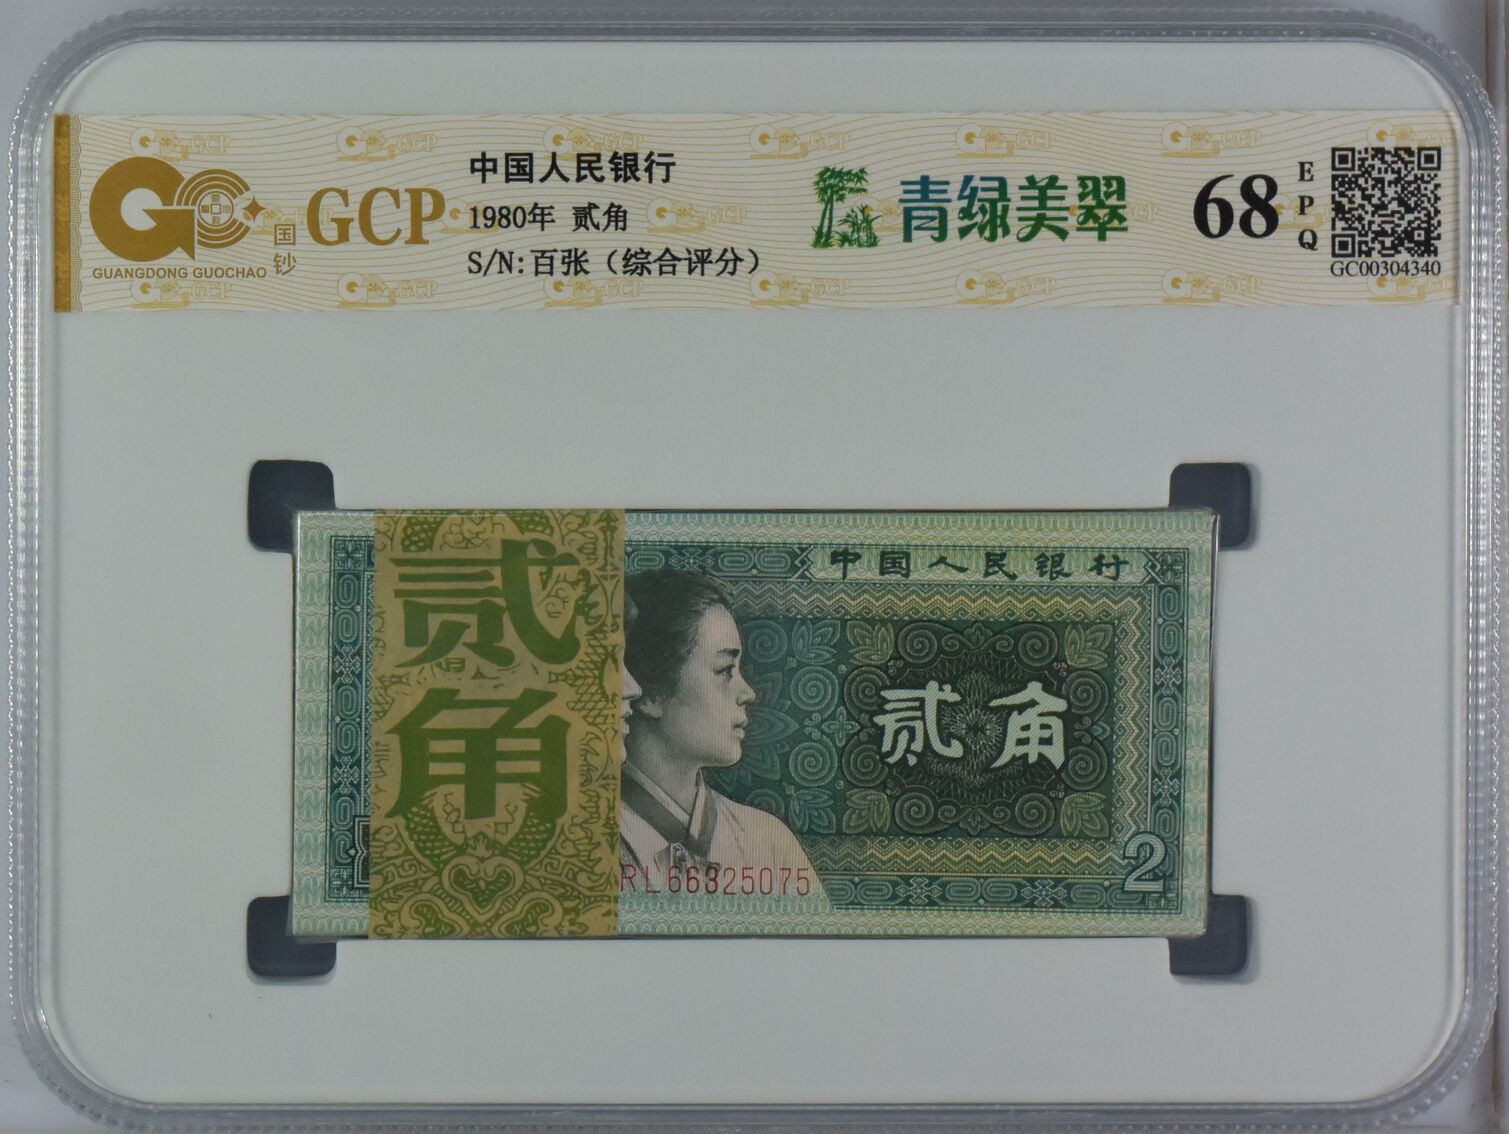 GCP
国钞
GUANGDONG GUOCHAO
中国人民银行
1980年 贰角
S/N:百张（综合评分）
青绿美翠
68
EPQ
GC00304340
贰角
中国人民银行
贰角
RL66325075
2